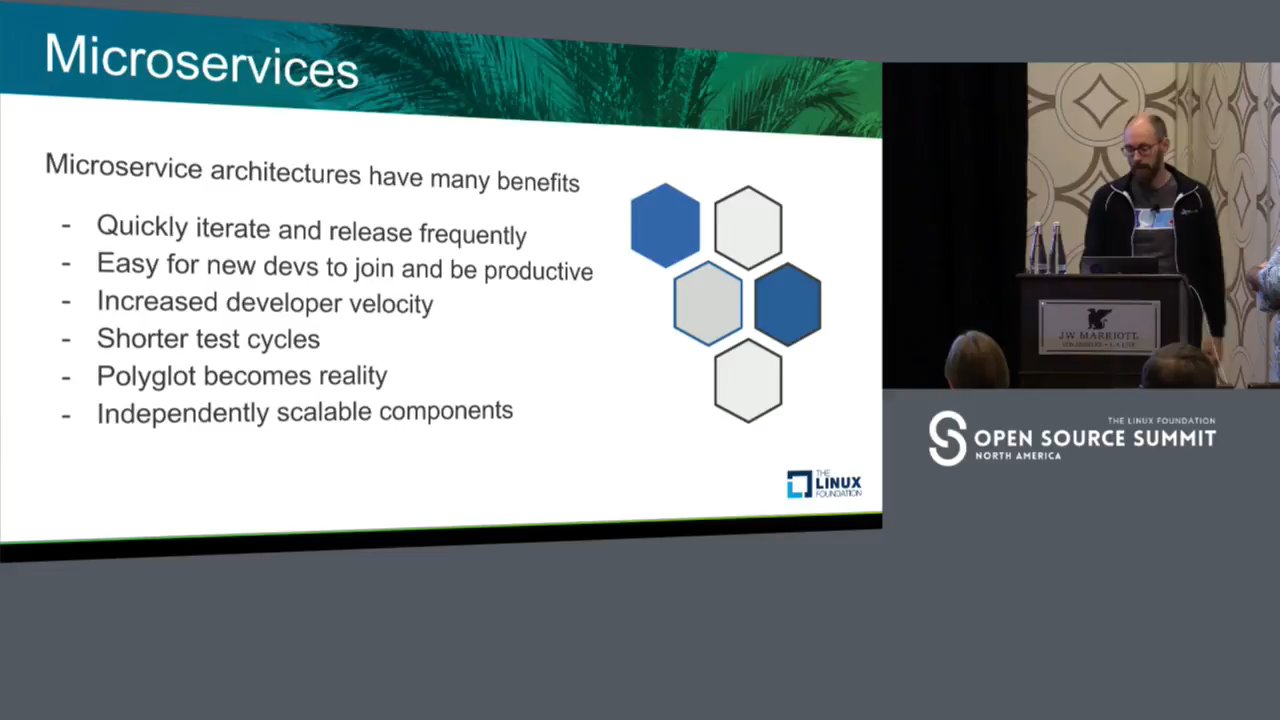 Microservices
Microservice architectures have many benefits
- Quickly iterate and release frequently
- Easy for new devs to join and be productive
- Increased developer velocity
- Shorter test cycles
- Polyglot becomes reality
- Independently scalable components
THE
LINUX
FOUNDATION
JW MARRIOTT
THE LINUX FOUNDATION
OPEN SOURCE SUMMIT
NORTH AMERICA